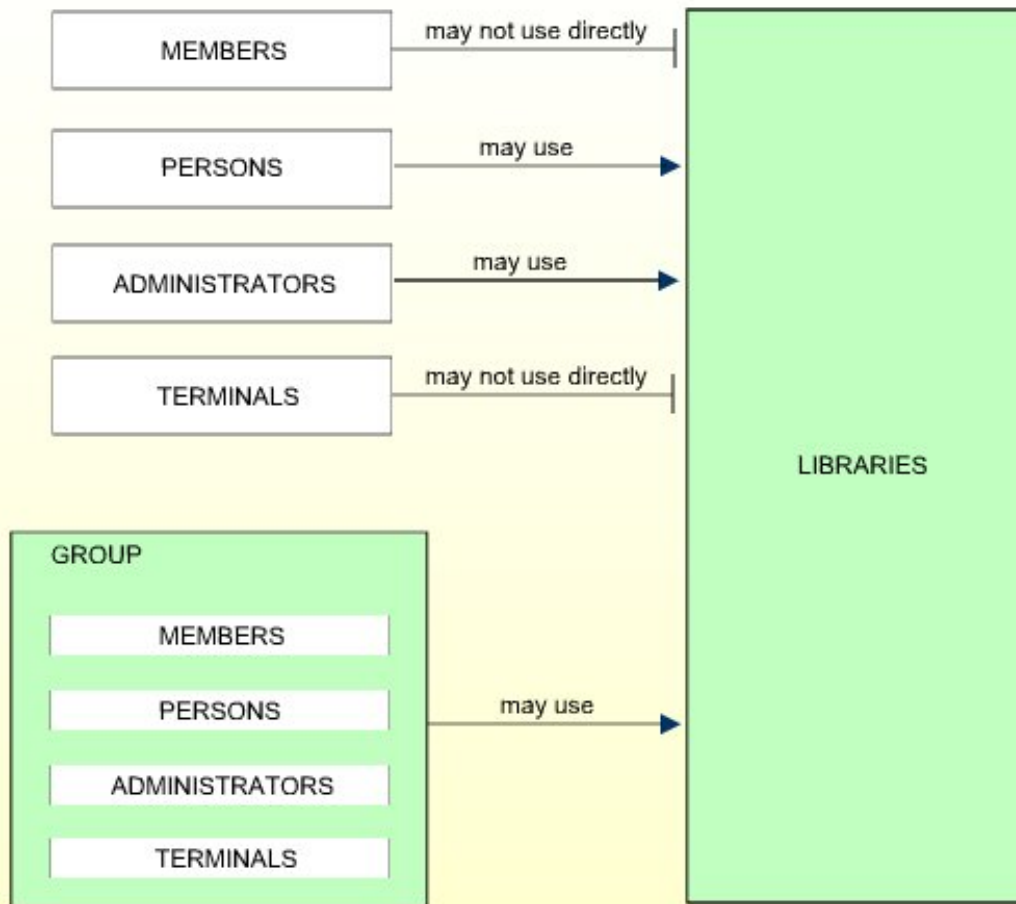 MEMBERS
may not use directly
PERSONS
may use
ADMINISTRATORS
may use
TERMINALS
may not use directly
LIBRARIES
GROUP
MEMBERS
PERSONS
ADMINISTRATORS
TERMINALS
may use